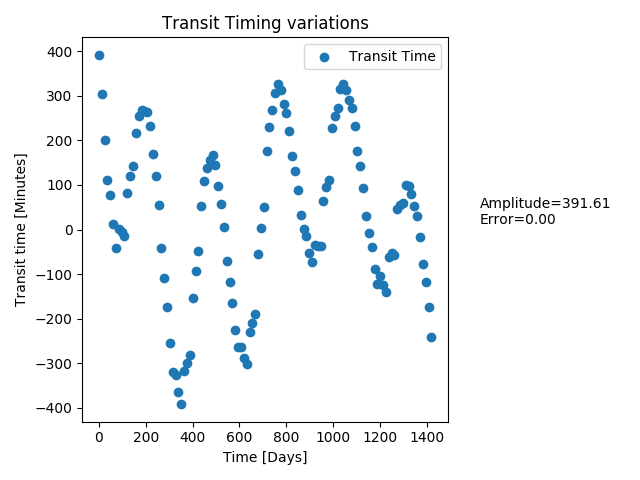 Transit Timing variations
Transit Time
Transit time [Minutes]
400
300
200
100
0
−100
−200
−300
−400
0 200 400 600 800 1000 1200 1400
Time [Days]
Amplitude=391.61
Error=0.00